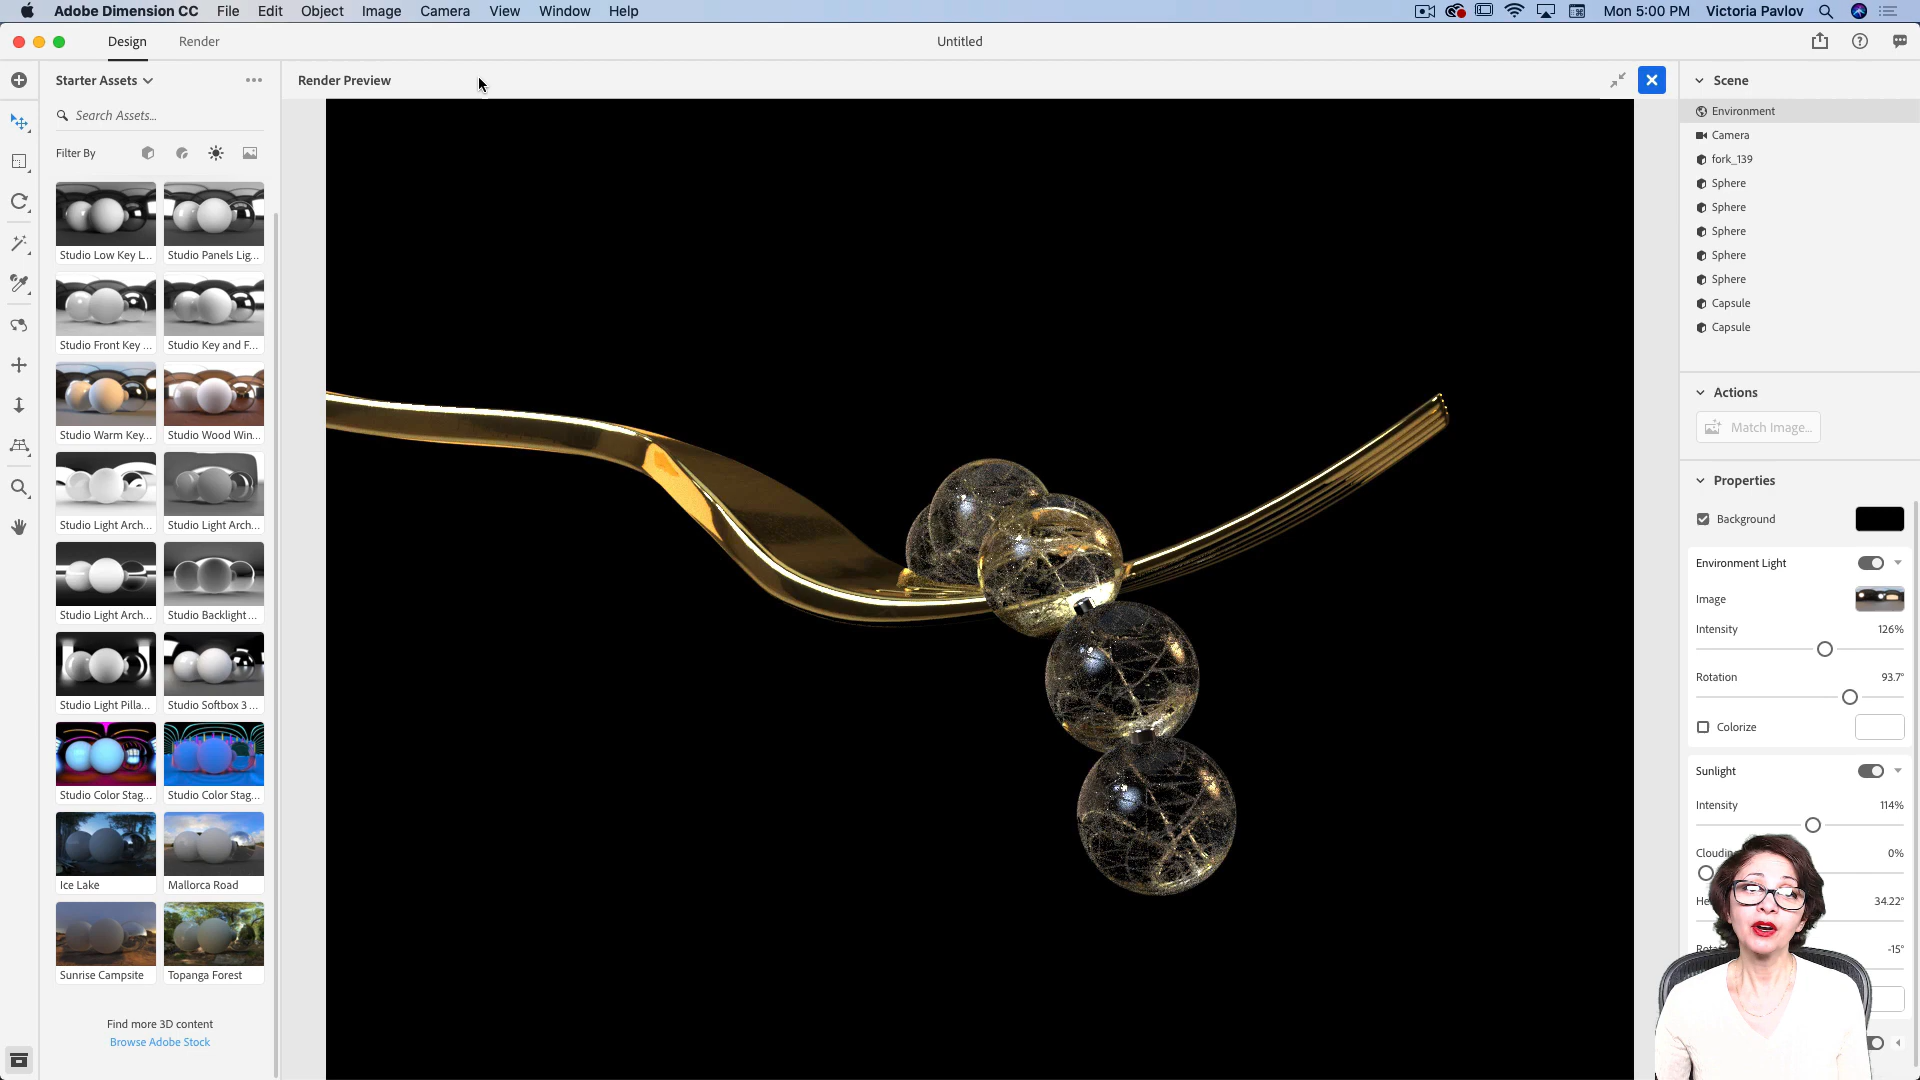 Adobe Dimension CC File Edit Object Image Camera View Window Help Mon 5:00 PM Victoria Pavlov
Design Render Untitled
Starter Assets
Search Assets...
Filter By
Studio Low Key L... Studio Panels Lig...
Studio Front Key ... Studio Key and F...
Studio Warm Key... Studio Wood Win...
Studio Light Arch... Studio Light Arch...
Studio Light Arch... Studio Backlight ...
Studio Light Pilla... Studio Softbox 3 ...
Studio Color Stag... Studio Color Stag...
Ice Lake Mallorca Road
Sunrise Campsite Topanga Forest
Find more 3D content
Browse Adobe Stock
Render Preview
Scene
Environment
Camera
fork_139
Sphere
Sphere
Sphere
Sphere
Sphere
Capsule
Capsule
Actions
Match Image...
Properties
Background
Environment Light
Image
Intensity 126%
Rotation 93.7°
Colorize
Sunlight
Intensity 114%
0%
34.22°
-15°